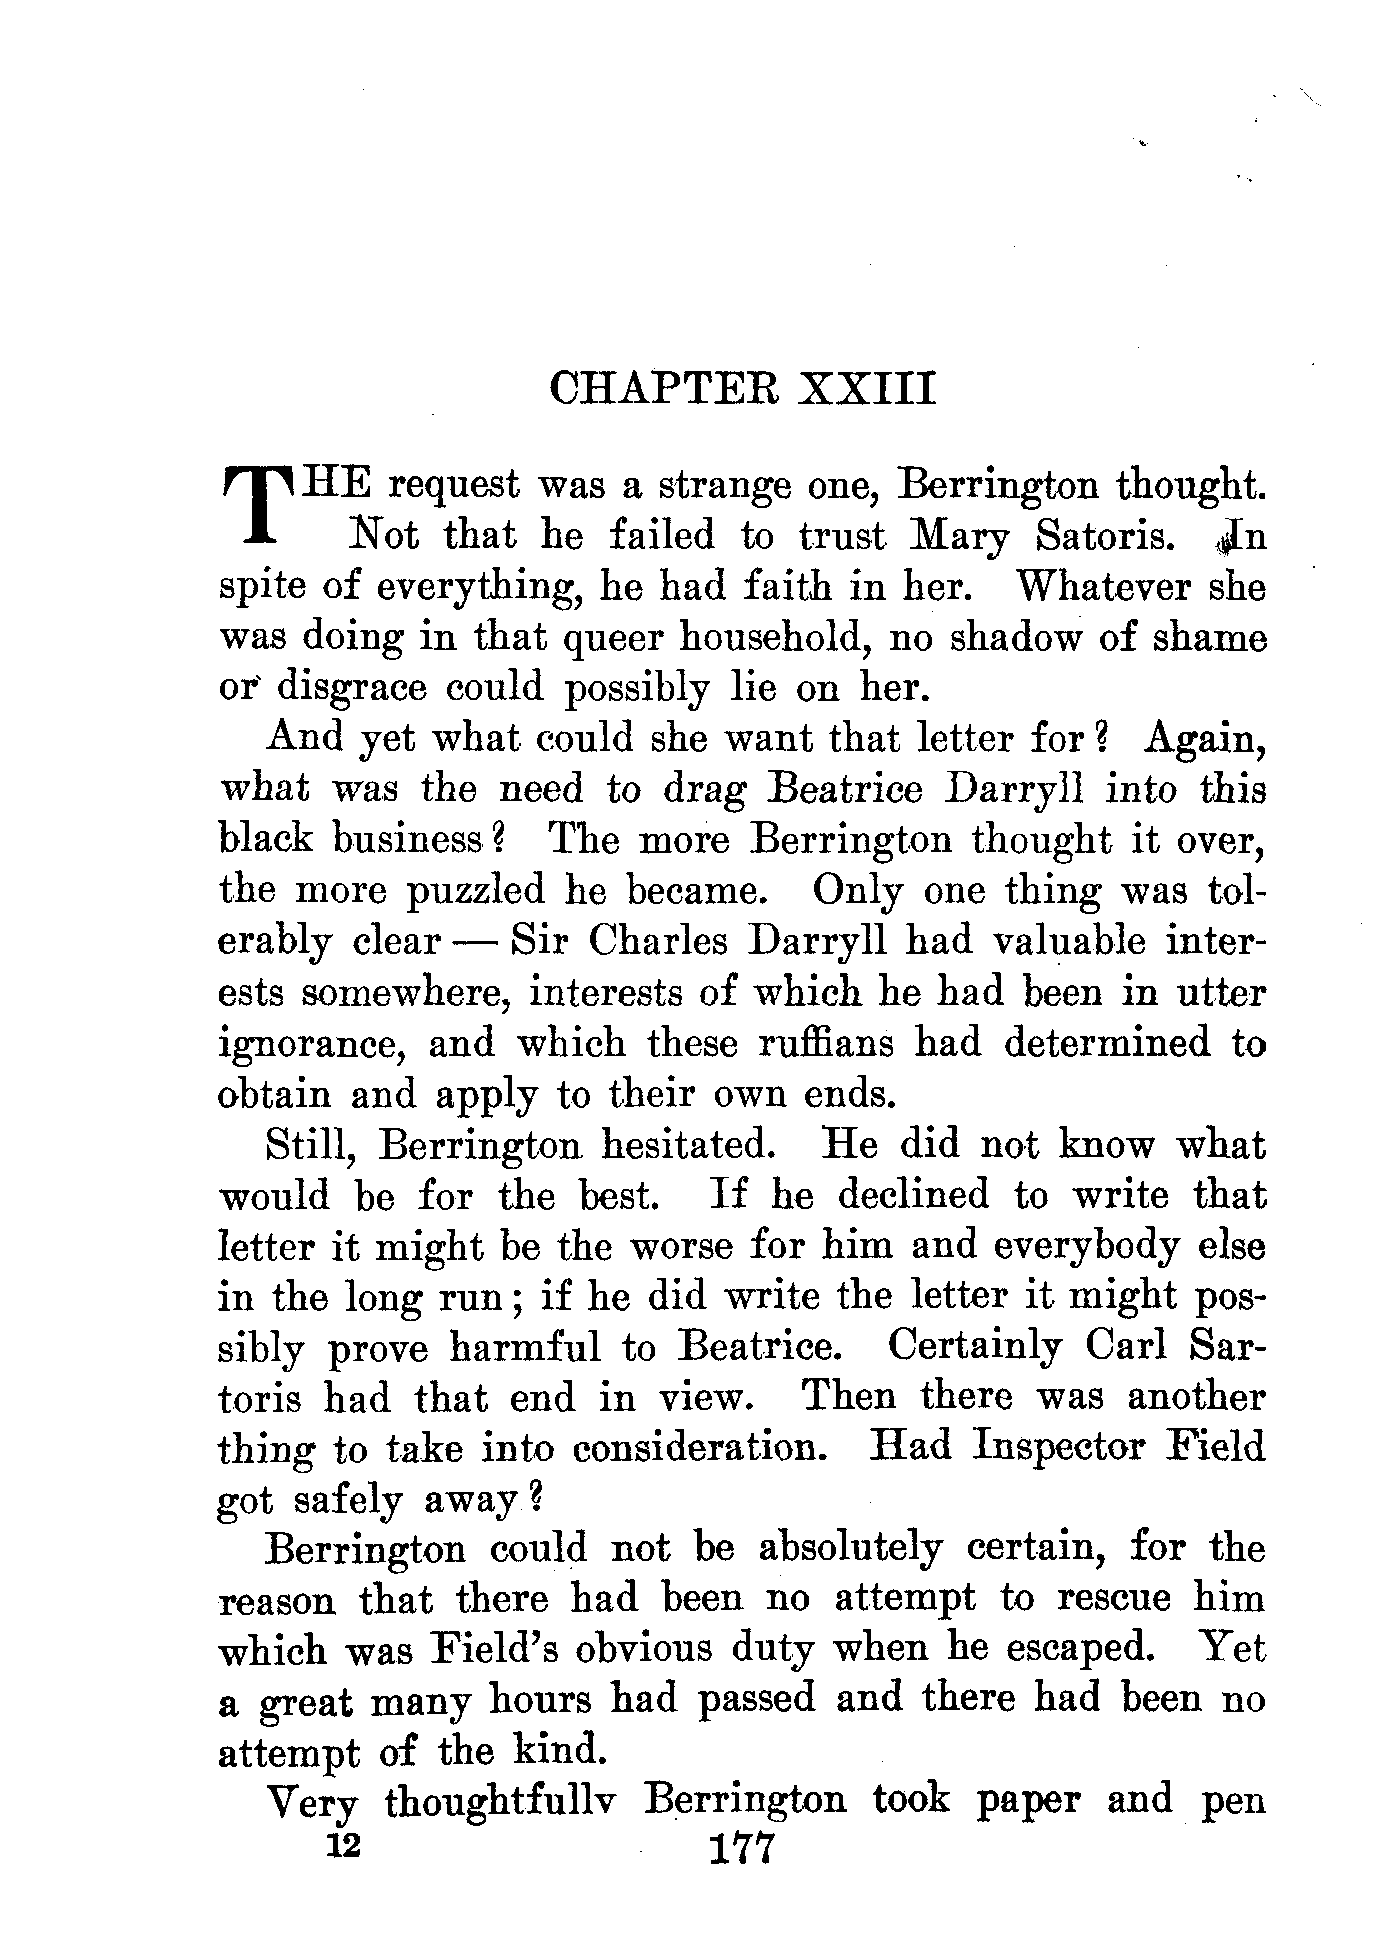 CHAPTER XXIII
THE request was a strange one, Berrington thought.
Not that he failed to trust Mary Satoris. In
spite of everything, he had faith in her. Whatever she
was doing in that queer household, no shadow of shame
or disgrace could possibly lie on her.
And yet what could she want that letter for? Again,
what was the need to drag Beatrice Darryll into this
black business? The more Berrington thought it over,
the more puzzled he became. Only one thing was tol-
erably clear — Sir Charles Darryll had valuable inter-
ests somewhere, interests of which he had been in utter
ignorance, and which these ruffians had determined to
obtain and apply to their own ends.
Still, Berrington hesitated. He did not know what
would be for the best. If he declined to write that
letter it might be the worse for him and everybody else
in the long run; if he did write the letter it might pos-
sibly prove harmful to Beatrice. Certainly Carl Sar-
toris had that end in view. Then there was another
thing to take into consideration. Had Inspector Field
got safely away?
Berrington could not be absolutely certain, for the
reason that there had been no attempt to rescue him
which was Field's obvious duty when he escaped. Yet
a great many hours had passed and there had been no
attempt of the kind.
Very thoughtfully Berrington took paper and pen
12 177